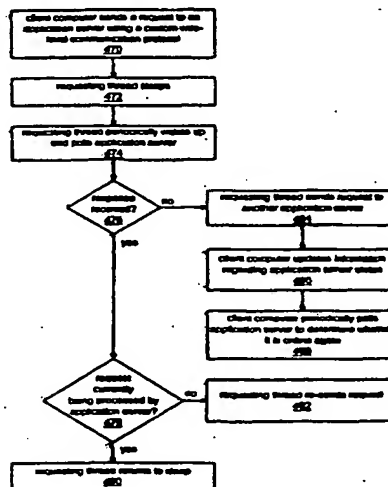 client computer sends a request to an
application server using a custom wire-
level communication protocol
470
requesting thread sleeps
472
requesting thread periodically wakes up
and polls application server
474
response
received?
476
no
yes
requesting thread sends request to
another application server
484
client computer updates information
regarding application server status
client computer periodically polls
application server to determine whether
it is online again
request
currently
being processed by
application server?
478
no
yes
requesting thread re-sends request
482
requesting thread returns to sleep
480